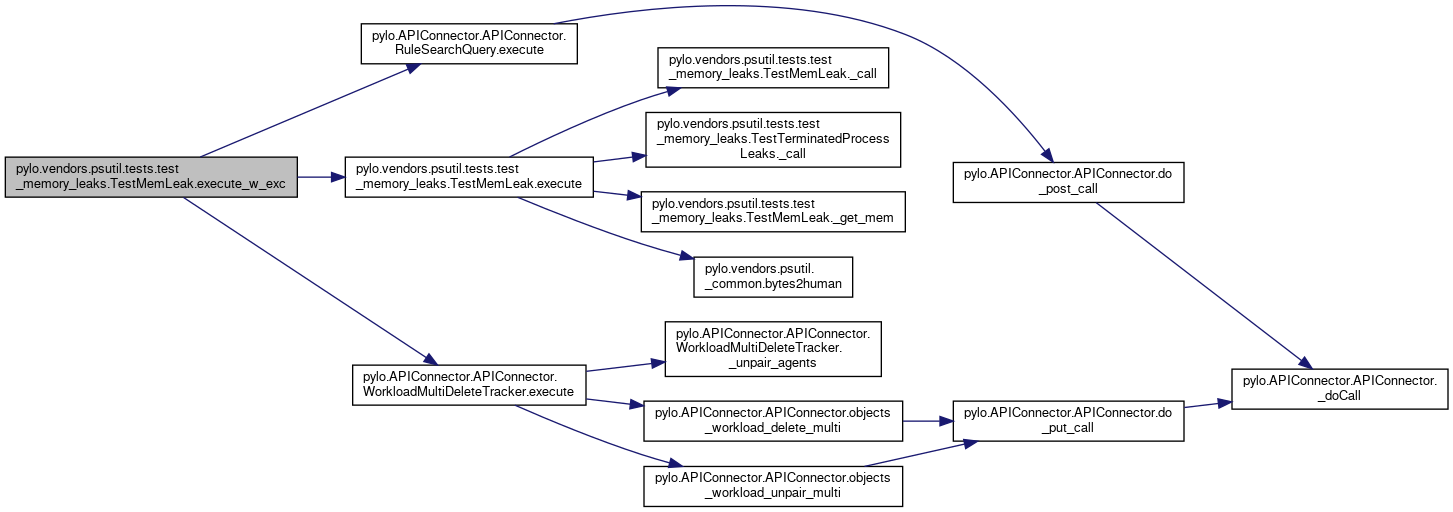 pylo.APIConnector.APIConnector.
RuleSearchQuery.execute
pylo.vendors.psutil.tests.test
_memory_leaks.TestMemLeak._call
pylo.vendors.psutil.tests.test
_memory_leaks.TestTerminatedProcess
Leaks._call
pylo.vendors.psutil.tests.test
_memory_leaks.TestMemLeak.execute_w_exc
pylo.vendors.psutil.tests.test
_memory_leaks.TestMemLeak.execute
pylo.APIConnector.APIConnector.do
_post_call
pylo.vendors.psutil.tests.test
_memory_leaks.TestMemLeak._get_mem
pylo.vendors.psutil.
_common.bytes2human
pylo.APIConnector.APIConnector.
WorkloadMultiDeleteTracker.
_unpair_agents
pylo.APIConnector.APIConnector.
WorkloadMultiDeleteTracker.execute
pylo.APIConnector.APIConnector.
_doCall
pylo.APIConnector.APIConnector.objects
_workload_delete_multi
pylo.APIConnector.APIConnector.do
_put_call
pylo.APIConnector.APIConnector.objects
_workload_unpair_multi